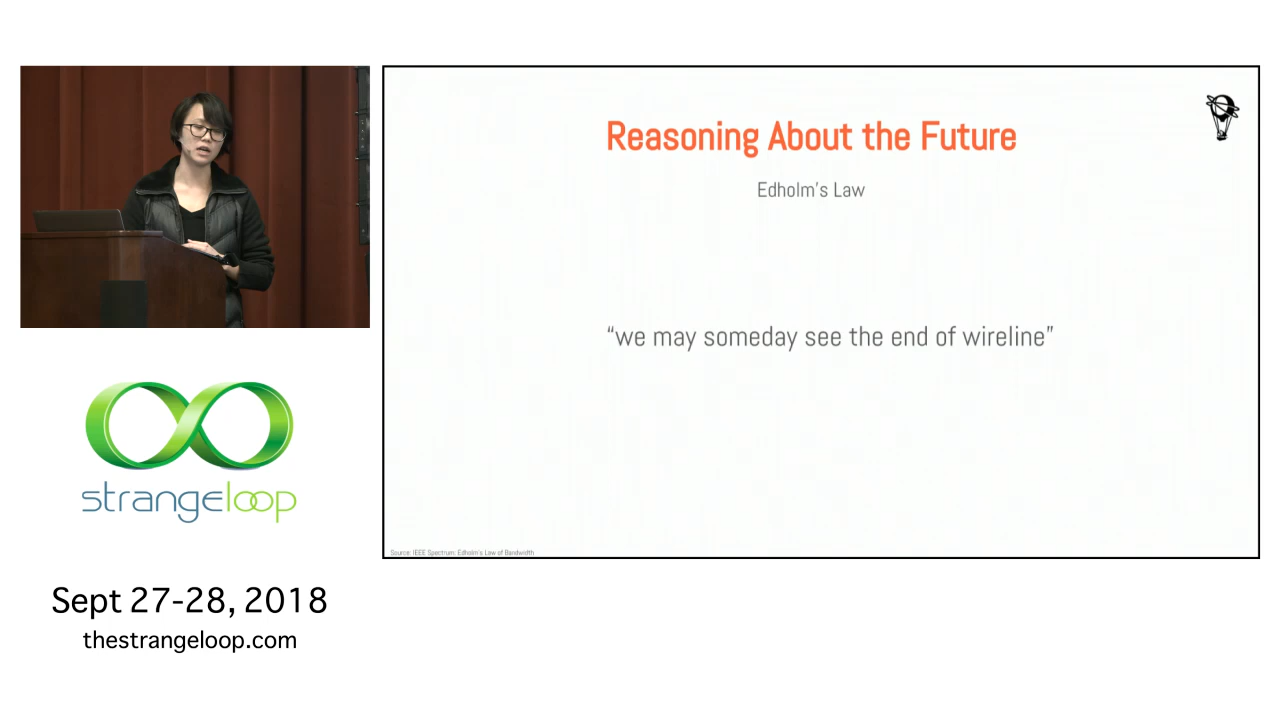 Reasoning About the Future
Edholm's Law
“we may someday see the end of wireline”
Source: IEEE Spectrum: Edholm's Law of Bandwidth
strangeloop
Sept 27-28, 2018
thestrangeloop.com